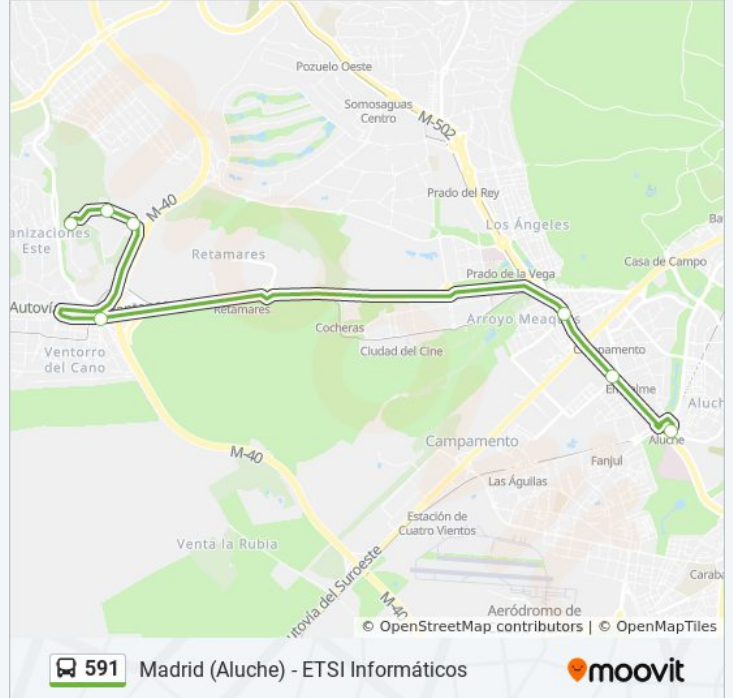 Pozuelo Oeste
Somosaguas
Centro
M-502
Prado del Rey
M-40
Los Ángeles
anizaciones
Este
Retamares
Casa de Campo
Prado de la Vega
Autovía
Retamares
Arroyo Meaques
Cocheras
Ventorro
del Cano
Ciudad del Cine
Campamento
Aluche
M-40
Campamento
Fanjul
Las Águilas
Estación de
Cuatro Vientos
Venta la Rubia
utovía del Suroeste
M-40
Aeródromo de
© OpenStreetMap contributors | © OpenMapTiles
591 Madrid (Aluche) - ETSI Informáticos
moovit